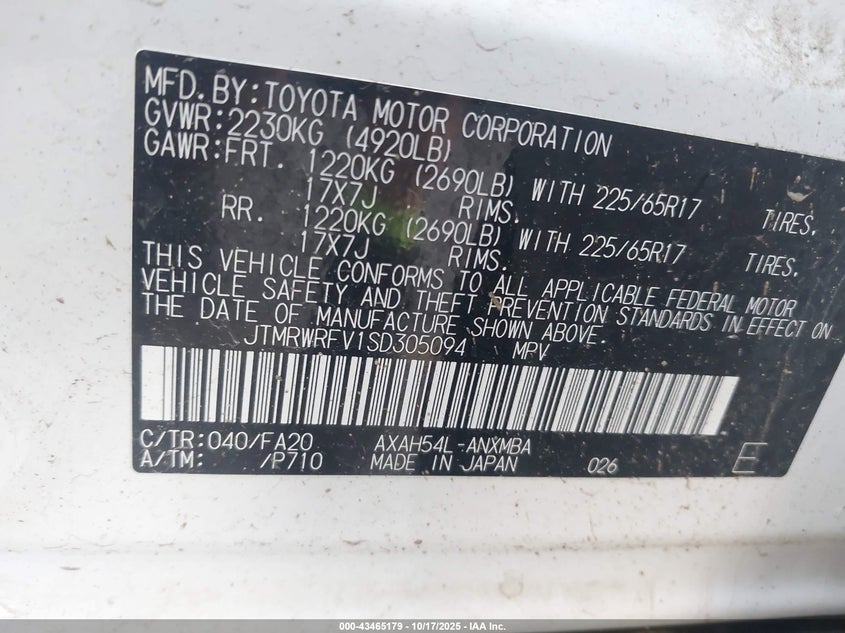 MFD.BY:TOYOTA MOTOR CORPORATION
GVWR:2230KG (4920LB)
GAWR:FRT. 1220KG (2690LB) WITH 225/65R17 TIRES.
17X7J RIMS.
RR. 1220KG (2690LB) WITH 225/65R17 TIRES.
17X7J RIMS.
THIS VEHICLE CONFORMS TO ALL APPLICABLE FEDERAL MOTOR
VEHICLE SAFETY AND THEFT PREVENTION STANDARDS IN EFFECT ON
THE DATE OF MANUFACTURE SHOWN ABOVE.
JTMRWRFV1SD305094 MPV
C/TR:040/FA20 AXAH54L-ANXMBA
A/TM: /P710 MADE IN JAPAN 026 E
000-43465179 - 10/17/2025 - IAA Inc.